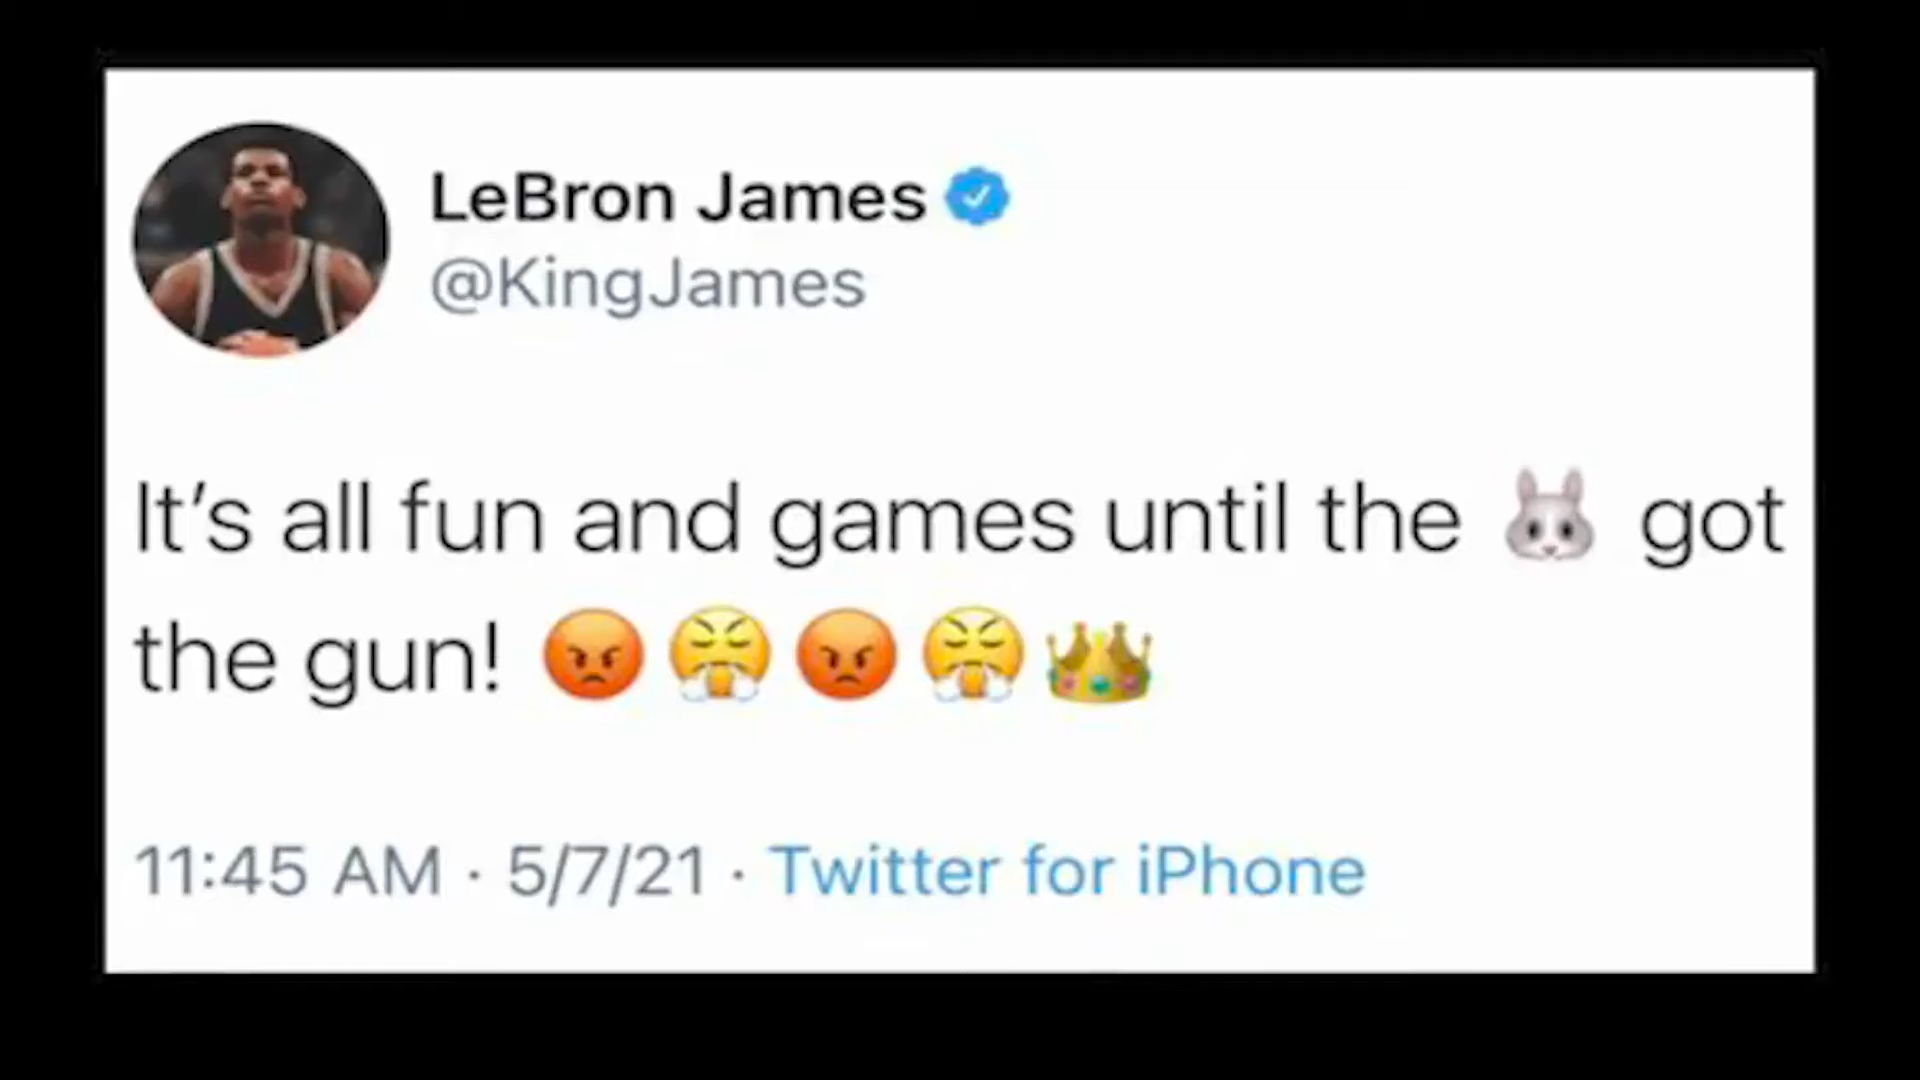 LeBron James
@KingJames
It’s all fun and games until the 🐰 got
the gun! 😡😤😡😤👑
11:45 AM · 5/7/21 · Twitter for iPhone